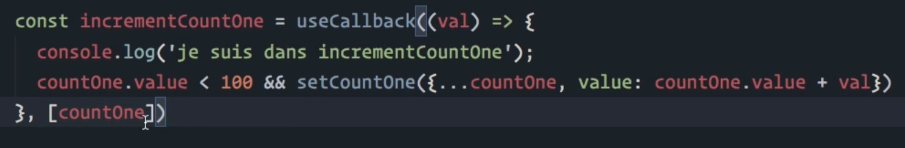 const incrementCountOne = useCallback((val) => {
console.log('je suis dans incrementCountOne');
countOne.value < 100 && setCountOne({...countOne, value: countOne.value + val})
}, [countOne])